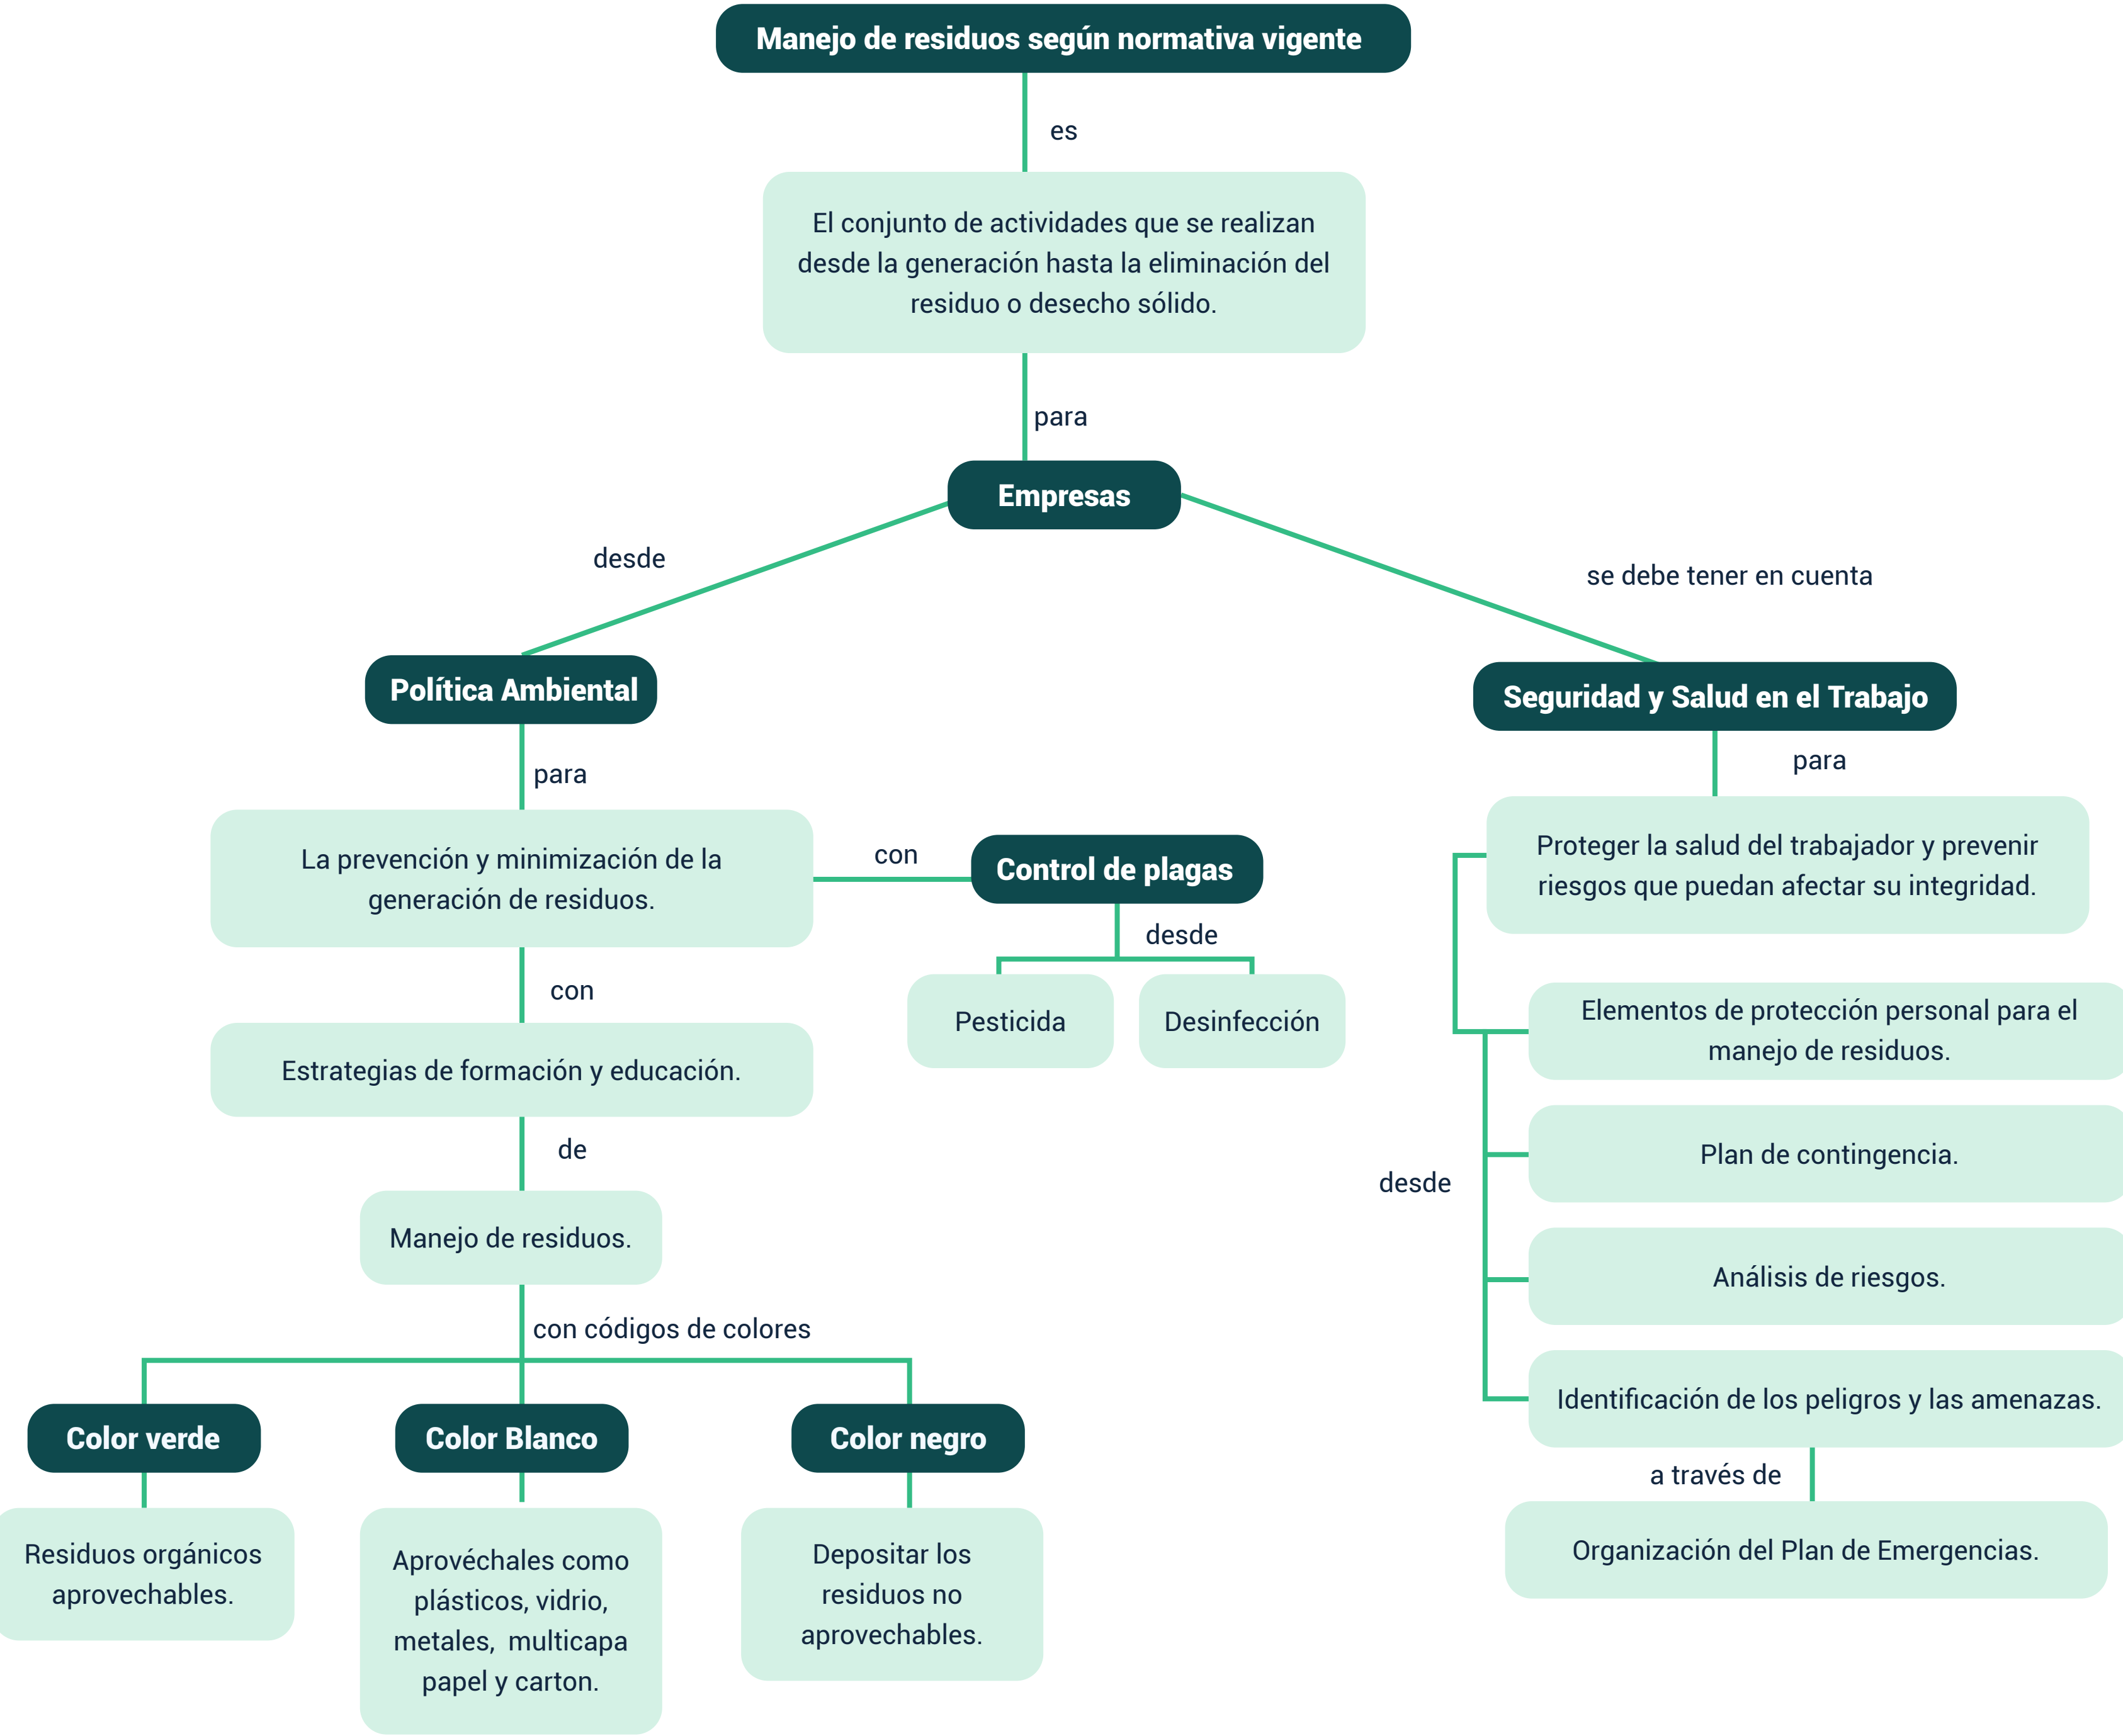 Manejo de residuos según normativa vigente
es
El conjunto de actividades que se realizan
desde la generación hasta la eliminación del
residuo o desecho sólido.
para
Empresas
desde
se debe tener en cuenta
Política Ambiental
para
La prevención y minimización de la
generación de residuos.
con
Control de plagas
desde
Pesticida
Desinfección
con
Estrategias de formación y educación.
de
Manejo de residuos.
con códigos de colores
Color verde
Residuos orgánicos
aprovechables.
Color Blanco
Aprovéchales como
plásticos, vidrio,
metales,  multicapa
papel y carton.
Color negro
Depositar los
residuos no
aprovechables.
Seguridad y Salud en el Trabajo
para
Proteger la salud del trabajador y prevenir
riesgos que puedan afectar su integridad.
desde
Elementos de protección personal para el
manejo de residuos.
Plan de contingencia.
Análisis de riesgos.
Identificación de los peligros y las amenazas.
a través de
Organización del Plan de Emergencias.